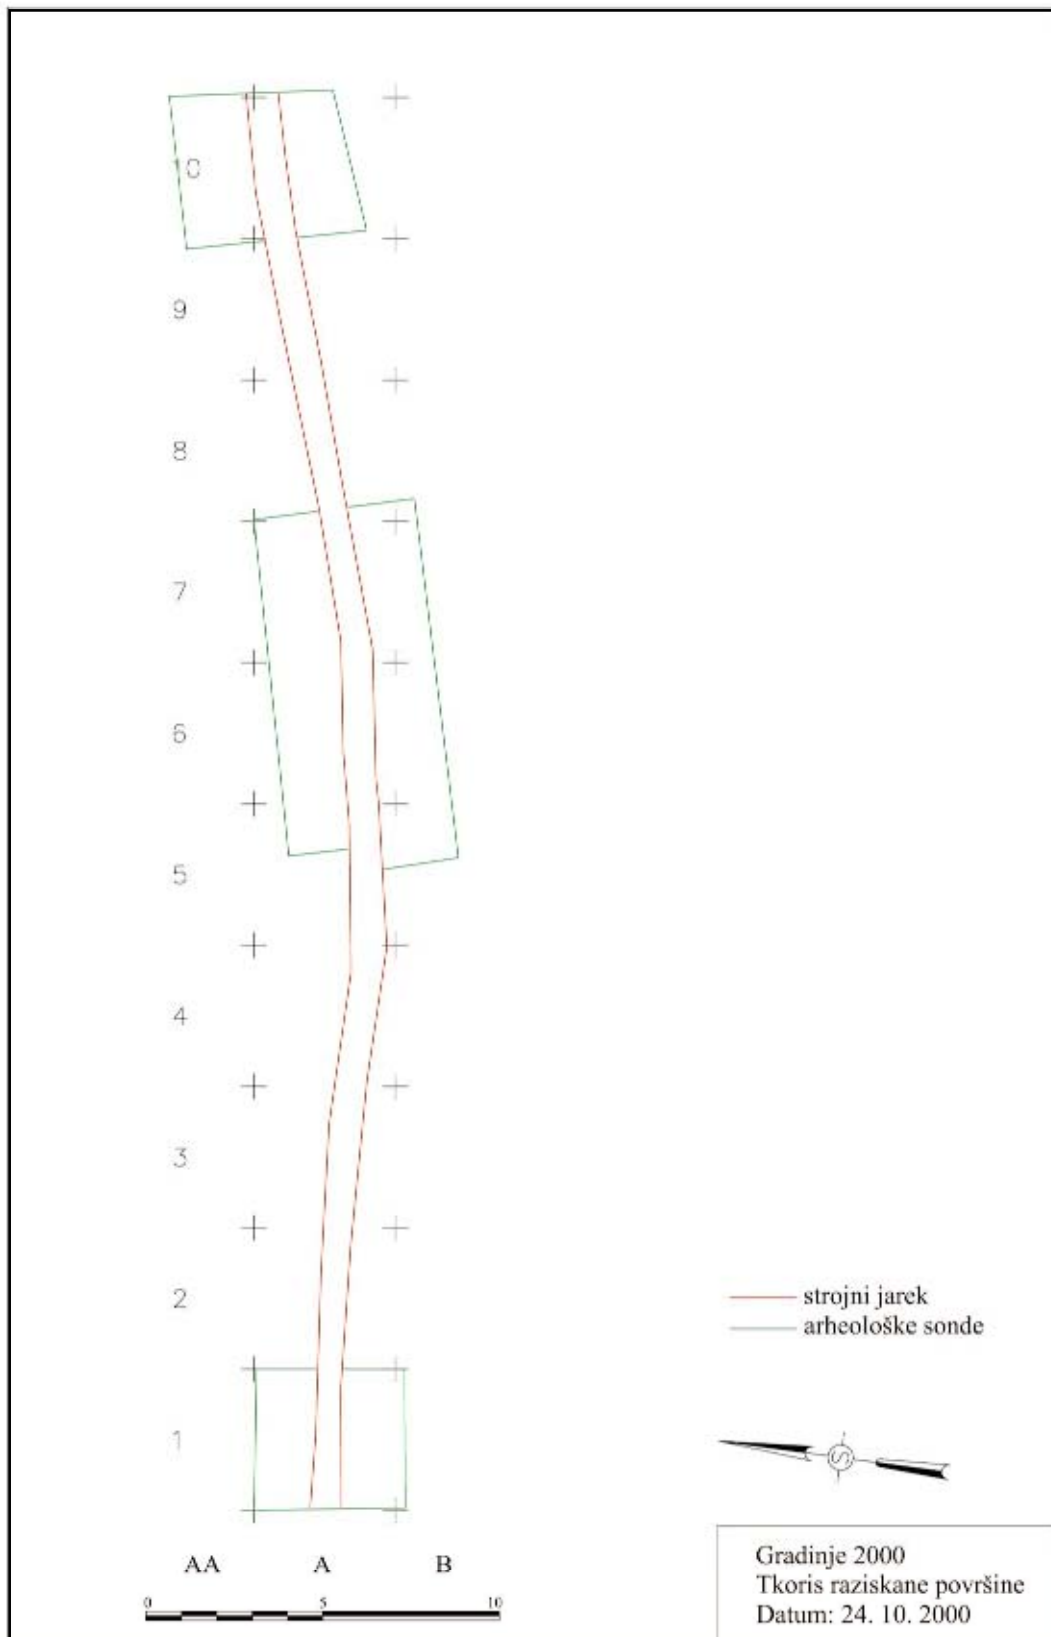 10
9
8
7
6
5
4
3
2
1
strojni jarek
arheološke sonde
S
AA A B
0 5 10
Gradinje 2000
Tkoris raziskane površine
Datum: 24. 10. 2000